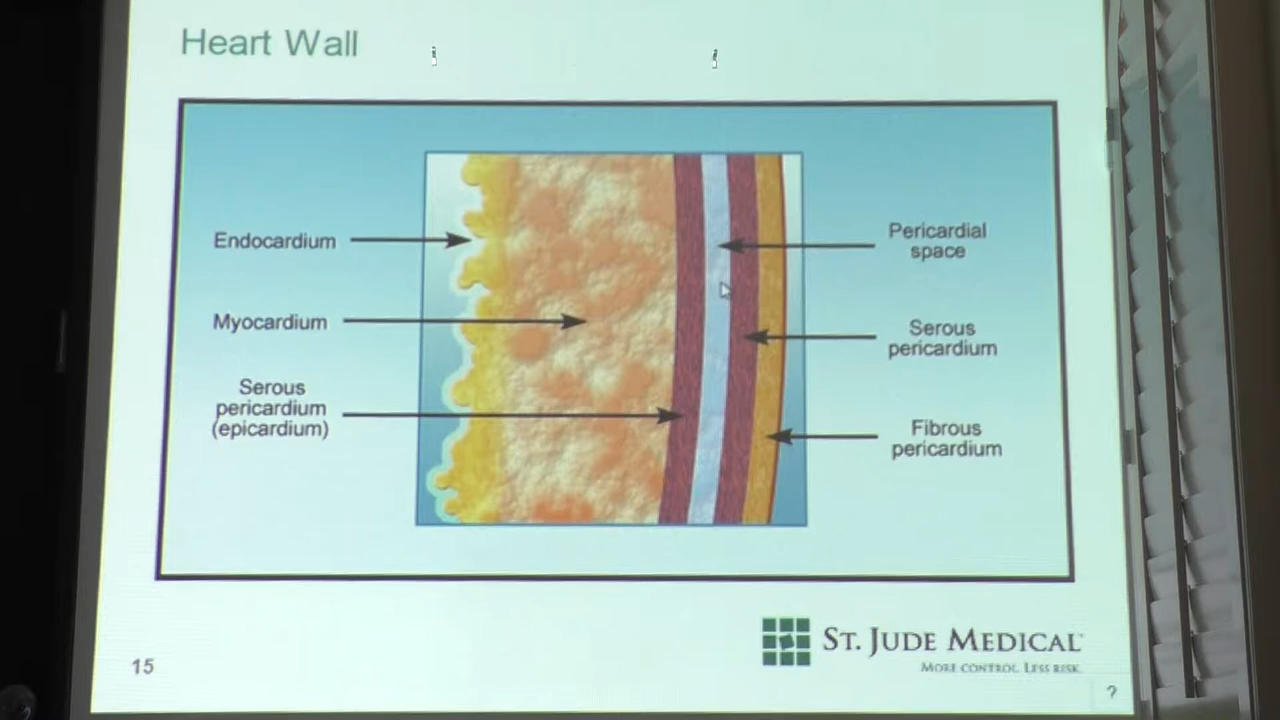 Heart Wall
Endocardium
Myocardium
Serous
pericardium
(epicardium)
Pericardial
space
Serous
pericardium
Fibrous
pericardium
15
ST. JUDE MEDICAL
MORE CONTROL. LESS RISK.
?